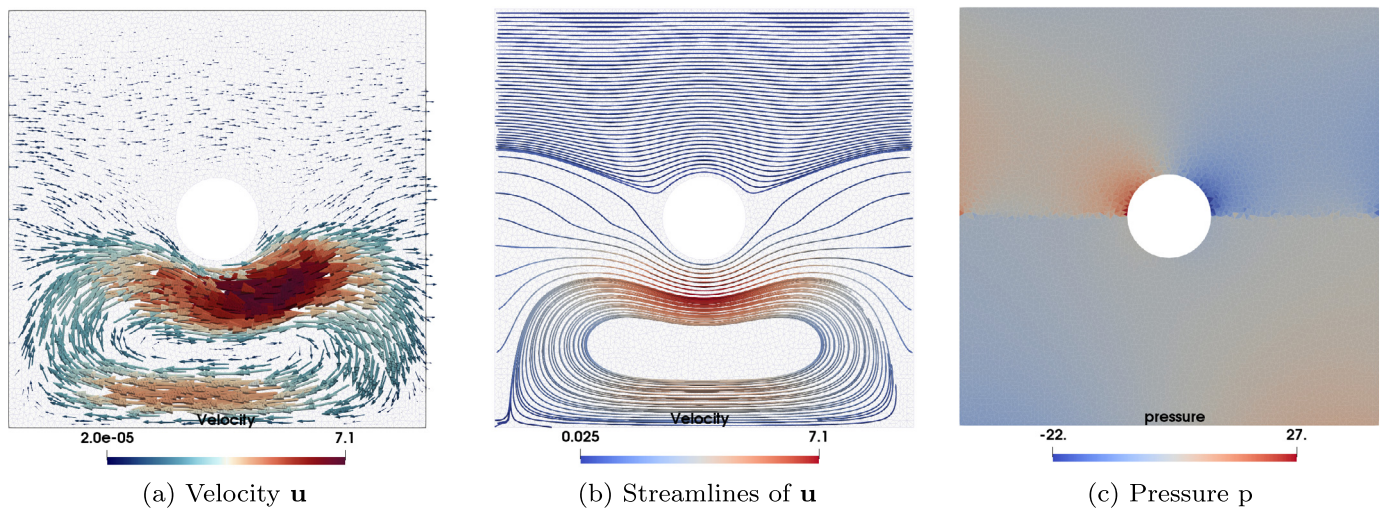 Velocity
2.0e-05 7.1
(a) Velocity u
Velocity
0.025 7.1
(b) Streamlines of u
pressure
-22. 27.
(c) Pressure p